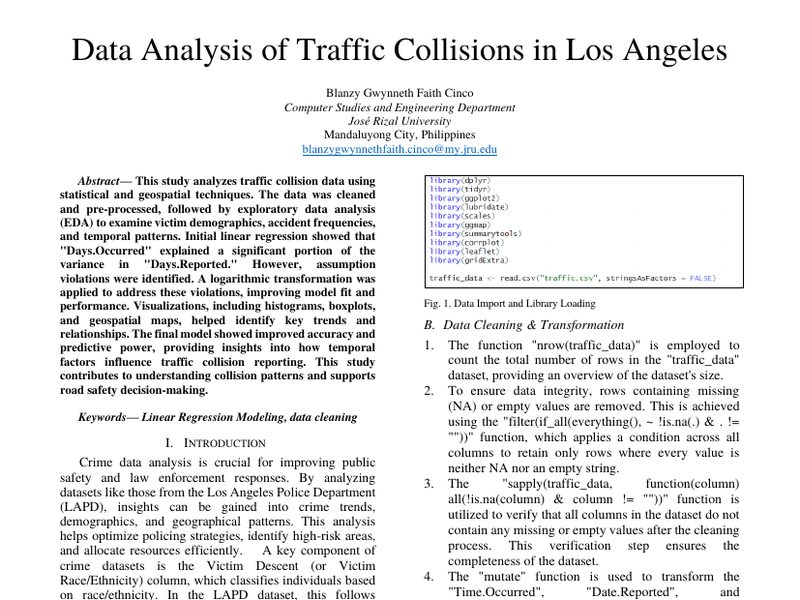 Data Analysis of Traffic Collisions in Los Angeles
Blanzy Gwynneth Faith Cinco
Computer Studies and Engineering Department
José Rizal University
Mandaluyong City, Philippines
blanzygwynnethfaith.cinco@my.jru.edu
Abstract— This study analyzes traffic collision data using
statistical and geospatial techniques. The data was cleaned
and pre-processed, followed by exploratory data analysis
(EDA) to examine victim demographics, accident frequencies,
and temporal patterns. Initial linear regression showed that
"Days.Occurred" explained a significant portion of the
variance in "Days.Reported." However, assumption
violations were identified. A logarithmic transformation was
applied to address these violations, improving model fit and
performance. Visualizations, including histograms, boxplots,
and geospatial maps, helped identify key trends and
relationships. The final model showed improved accuracy and
predictive power, providing insights into how temporal
factors influence traffic collision reporting. This study
contributes to understanding collision patterns and supports
road safety decision-making.
Keywords— Linear Regression Modeling, data cleaning
I. INTRODUCTION
Crime data analysis is crucial for improving public
safety and law enforcement responses. By analyzing
datasets like those from the Los Angeles Police Department
(LAPD), insights can be gained into crime trends,
demographics, and geographical patterns. This analysis
helps optimize policing strategies, identify high-risk areas,
and allocate resources efficiently. A key component of
crime datasets is the Victim Descent (or Victim
Race/Ethnicity) column, which classifies individuals based
on race/ethnicity. In the LAPD dataset, this follows
library(dplyr)
library(tidyr)
library(ggplot2)
library(lubridate)
library(scales)
library(ggmap)
library(summarytools)
library(corrplot)
library(leaflet)
library(gridExtra)
traffic_data <- read.csv("traffic.csv", stringsAsFactors = FALSE)
Fig. 1. Data Import and Library Loading
B. Data Cleaning & Transformation
1. The function "nrow(traffic_data)" is employed to
count the total number of rows in the "traffic_data"
dataset, providing an overview of the dataset's size.
2. To ensure data integrity, rows containing missing
(NA) or empty values are removed. This is achieved
using the "filter(if_all(everything(), ~ !is.na(.) & . !=
""))" function, which applies a condition across all
columns to retain only rows where every value is
neither NA nor an empty string.
3. The "sapply(traffic_data, function(column)
all(!is.na(column) & column != ""))" function is
utilized to verify that all columns in the dataset do not
contain any missing or empty values after the cleaning
process. This verification step ensures the
completeness of the dataset.
4. The "mutate" function is used to transform the
"Time.Occurred", "Date.Reported", and